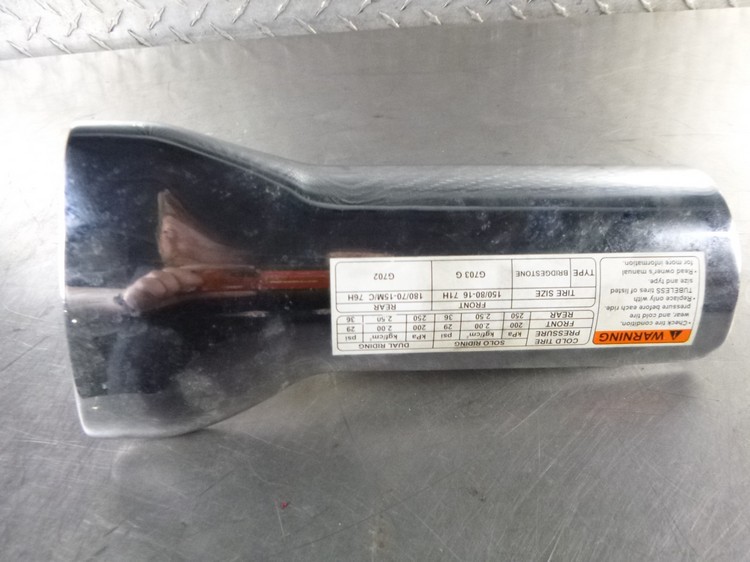 ⚠ WARNING
•Check tire condition,
wear, and cold tire
pressure before each ride.
•Replace only with
TUBELESS tires of listed
size and type.
•Read owner's manual
for more information.
COLD TIRE PRESSURE SOLO RIDING DUAL RIDING
kPa kgf/cm² psi kPa kgf/cm² psi
FRONT 200 2.00 29 200 2.00 29
REAR 250 2.50 36 250 2.50 36
FRONT REAR
TIRE SIZE 150/80-16 71H 180/70-15M/C 76H
TYPE BRIDGESTONE G703 G G702